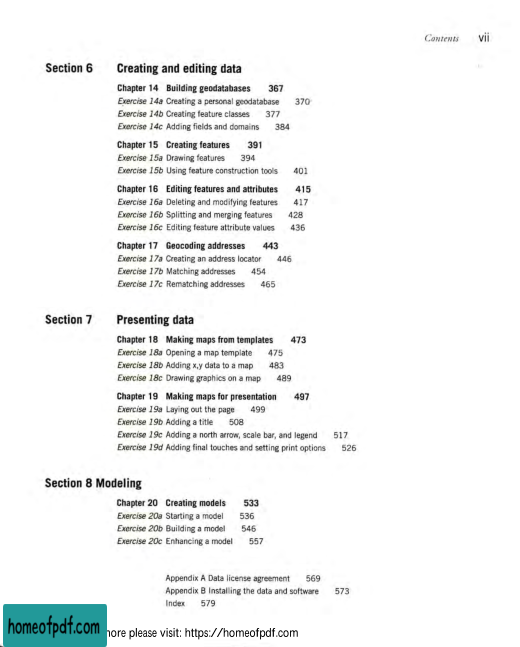 Contents vii
Section 6 Creating and editing data
Chapter 14 Building geodatabases 367
Exercise 14a Creating a personal geodatabase 370
Exercise 14b Creating feature classes 377
Exercise 14c Adding fields and domains 384
Chapter 15 Creating features 391
Exercise 15a Drawing features 394
Exercise 15b Using feature construction tools 401
Chapter 16 Editing features and attributes 415
Exercise 16a Deleting and modifying features 417
Exercise 16b Splitting and merging features 428
Exercise 16c Editing feature attribute values 436
Chapter 17 Geocoding addresses 443
Exercise 17a Creating an address locator 446
Exercise 17b Matching addresses 454
Exercise 17c Rematching addresses 465
Section 7 Presenting data
Chapter 18 Making maps from templates 473
Exercise 18a Opening a map template 475
Exercise 18b Adding x,y data to a map 483
Exercise 18c Drawing graphics on a map 489
Chapter 19 Making maps for presentation 497
Exercise 19a Laying out the page 499
Exercise 19b Adding a title 508
Exercise 19c Adding a north arrow, scale bar, and legend 517
Exercise 19d Adding final touches and setting print options 526
Section 8 Modeling
Chapter 20 Creating models 533
Exercise 20a Starting a model 536
Exercise 20b Building a model 546
Exercise 20c Enhancing a model 557
Appendix A Data license agreement 569
Appendix B Installing the data and software 573
Index 579
homeofpdf.com ore please visit: https://homeofpdf.com